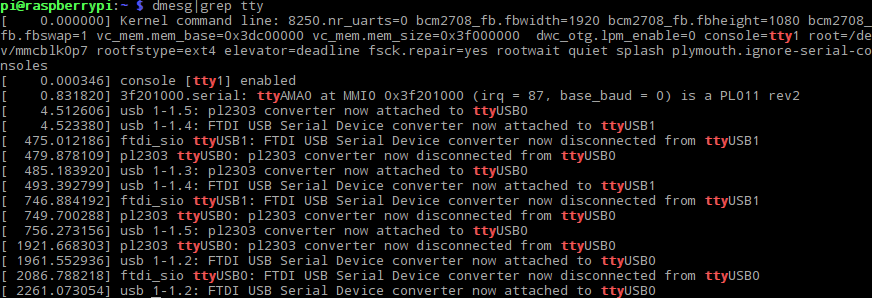 pi@raspberrypi:~ $ dmesg|grep tty
[    0.000000] Kernel command line: 8250.nr_uarts=0 bcm2708_fb.fbwidth=1920 bcm2708_fb.fbheight=1080 bcm2708
_fb.fbswap=1 vc_mem.mem_base=0x3dc00000 vc_mem.mem_size=0x3f000000  dwc_otg.lpm_enable=0 console=tty1 root=/de
v/mmcblk0p7 rootfstype=ext4 elevator=deadline fsck.repair=yes rootwait quiet splash plymouth.ignore-serial-co
nsoles
[    0.000346] console [tty1] enabled
[    0.831820] 3f201000.serial: ttyAMA0 at MMIO 0x3f201000 (irq = 87, base_baud = 0) is a PL011 rev2
[    4.512606] usb 1-1.5: pl2303 converter now attached to ttyUSB0
[    4.523380] usb 1-1.4: FTDI USB Serial Device converter now attached to ttyUSB1
[  475.012186] ftdi_sio ttyUSB1: FTDI USB Serial Device converter now disconnected from ttyUSB1
[  479.878109] pl2303 ttyUSB0: pl2303 converter now disconnected from ttyUSB0
[  485.183920] usb 1-1.3: pl2303 converter now attached to ttyUSB0
[  493.392799] usb 1-1.4: FTDI USB Serial Device converter now attached to ttyUSB1
[  746.884192] ftdi_sio ttyUSB1: FTDI USB Serial Device converter now disconnected from ttyUSB1
[  749.700288] pl2303 ttyUSB0: pl2303 converter now disconnected from ttyUSB0
[  756.273156] usb 1-1.5: pl2303 converter now attached to ttyUSB0
[ 1921.668303] pl2303 ttyUSB0: pl2303 converter now disconnected from ttyUSB0
[ 1961.552936] usb 1-1.2: FTDI USB Serial Device converter now attached to ttyUSB0
[ 2086.788218] ftdi_sio ttyUSB0: FTDI USB Serial Device converter now disconnected from ttyUSB0
[ 2261.073054] usb 1-1.2: FTDI USB Serial Device converter now attached to ttyUSB0